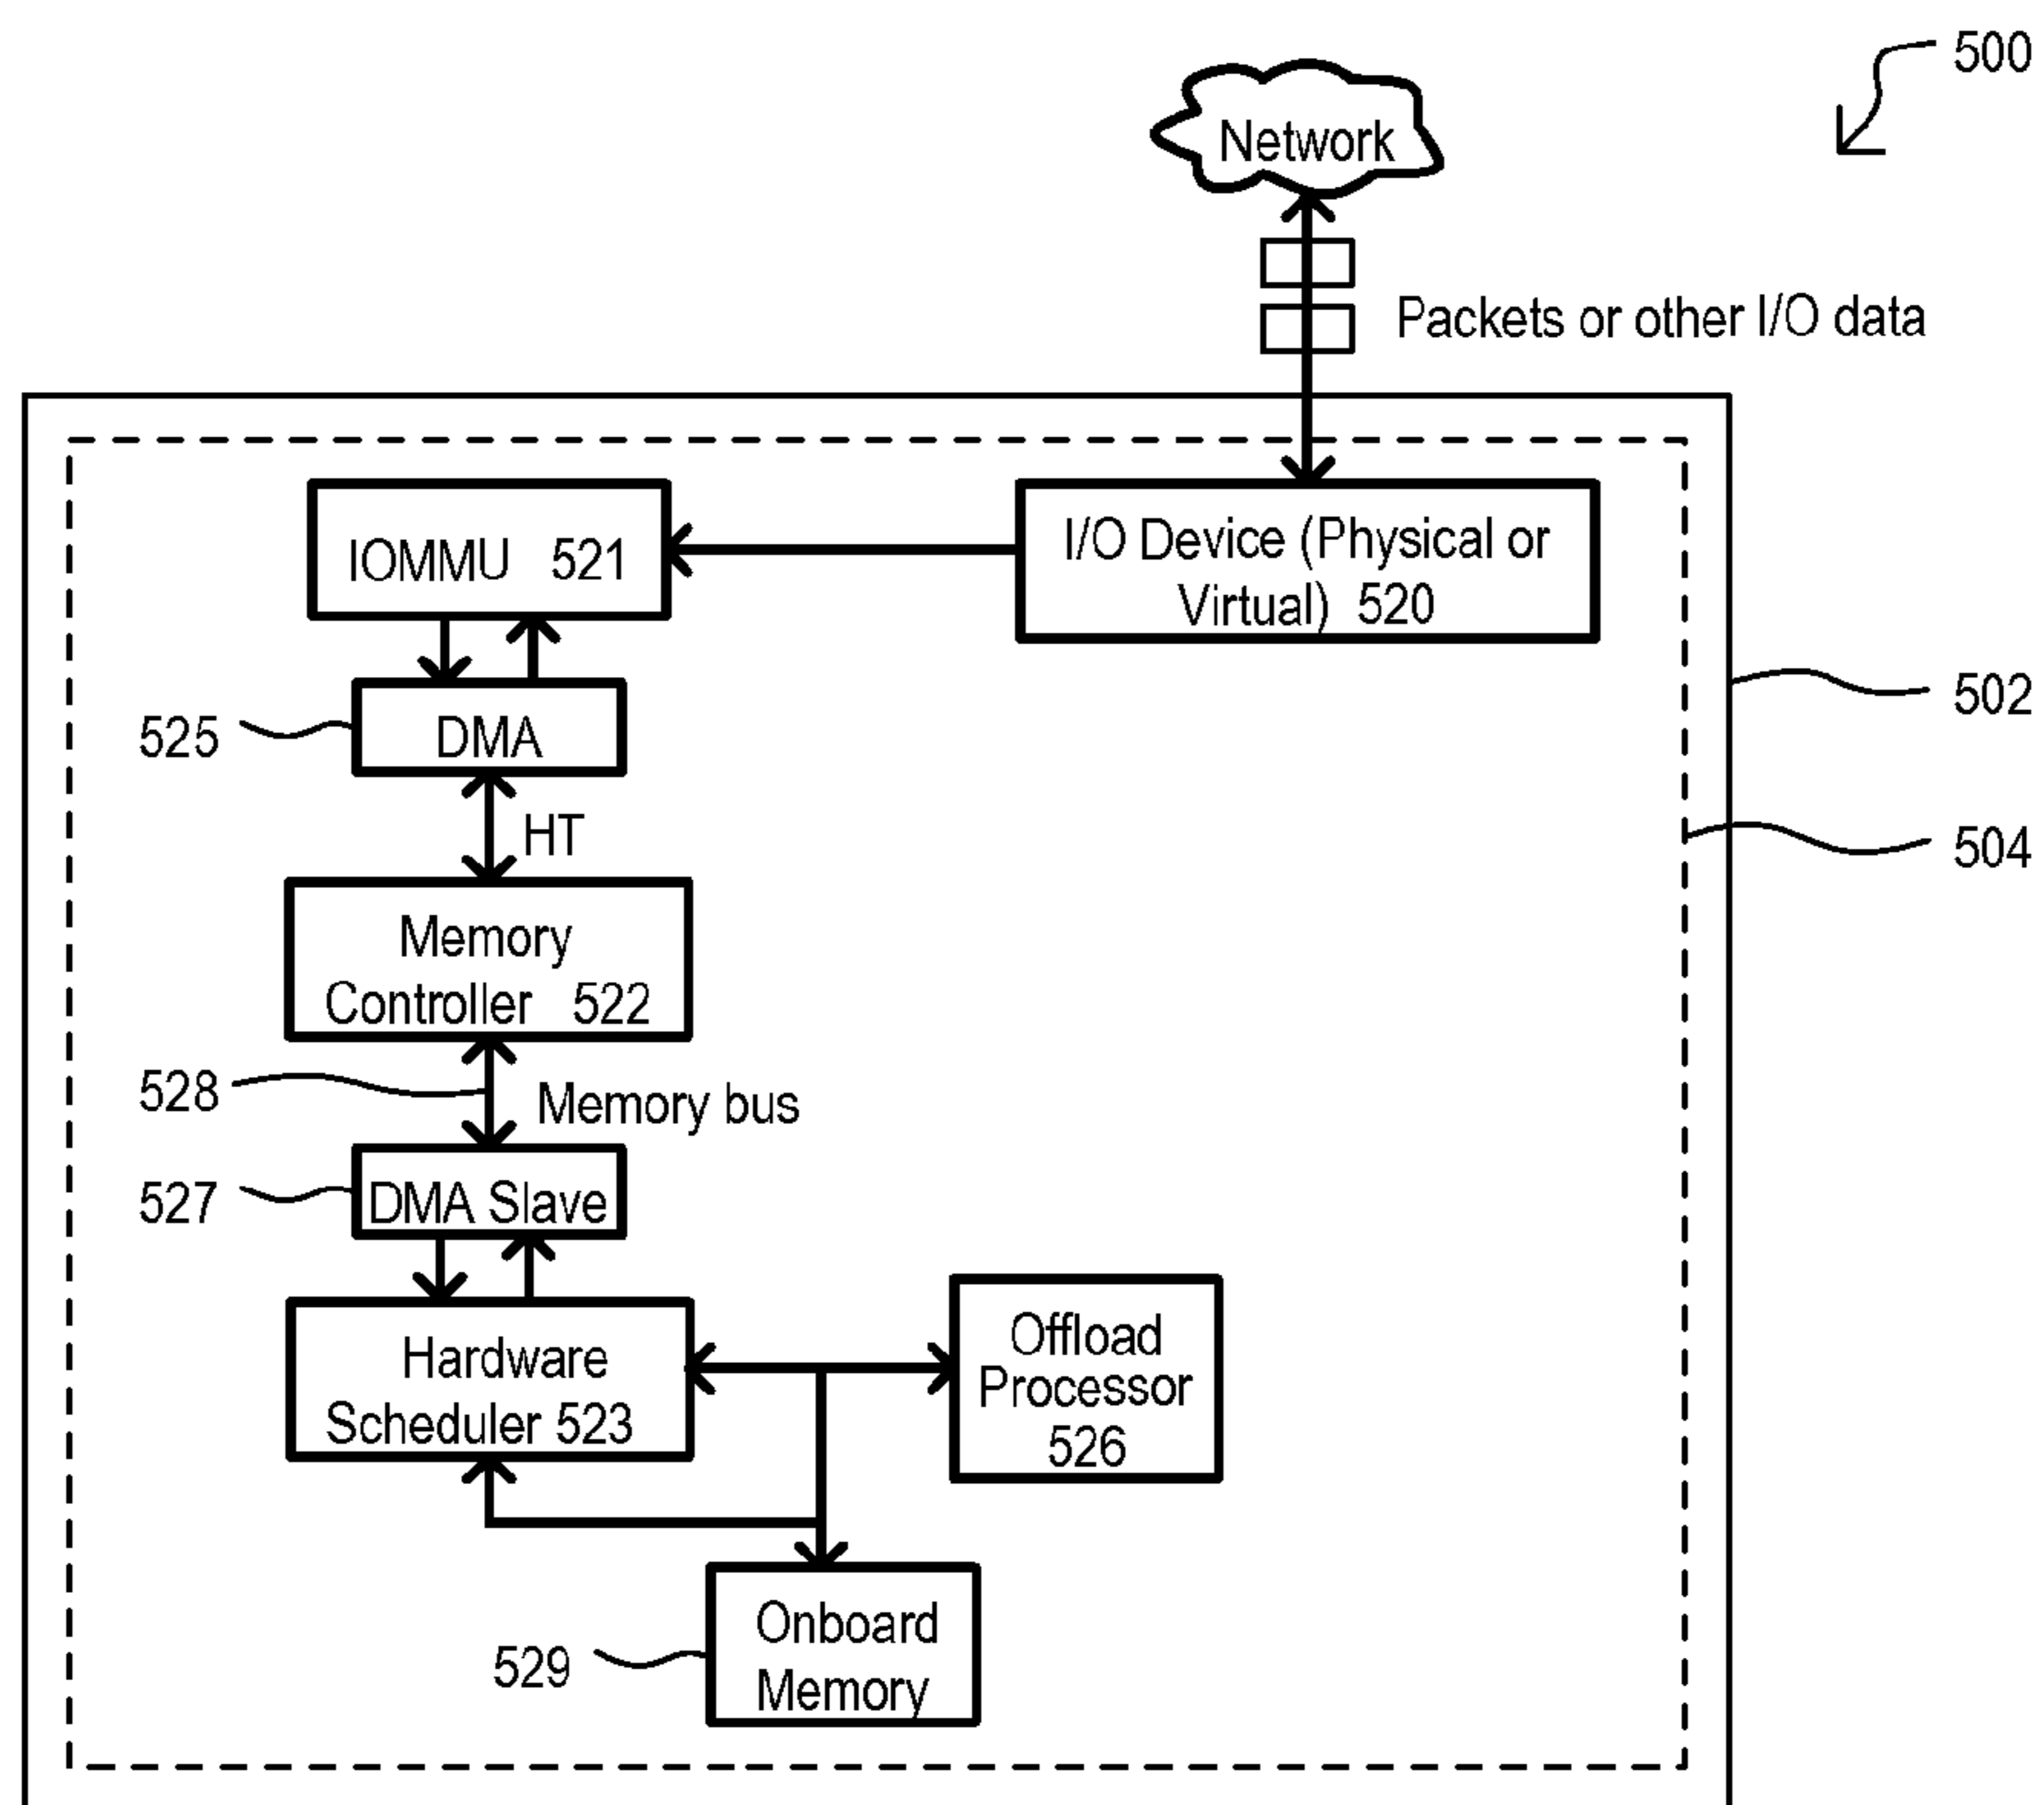 500
Network
Packets or other I/O data
IOMMU 521
I/O Device (Physical or
Virtual) 520
502
525
DMA
HT
504
Memory
Controller 522
528
Memory bus
527
DMA Slave
Hardware
Scheduler 523
Offload
Processor
526
529
Onboard
Memory